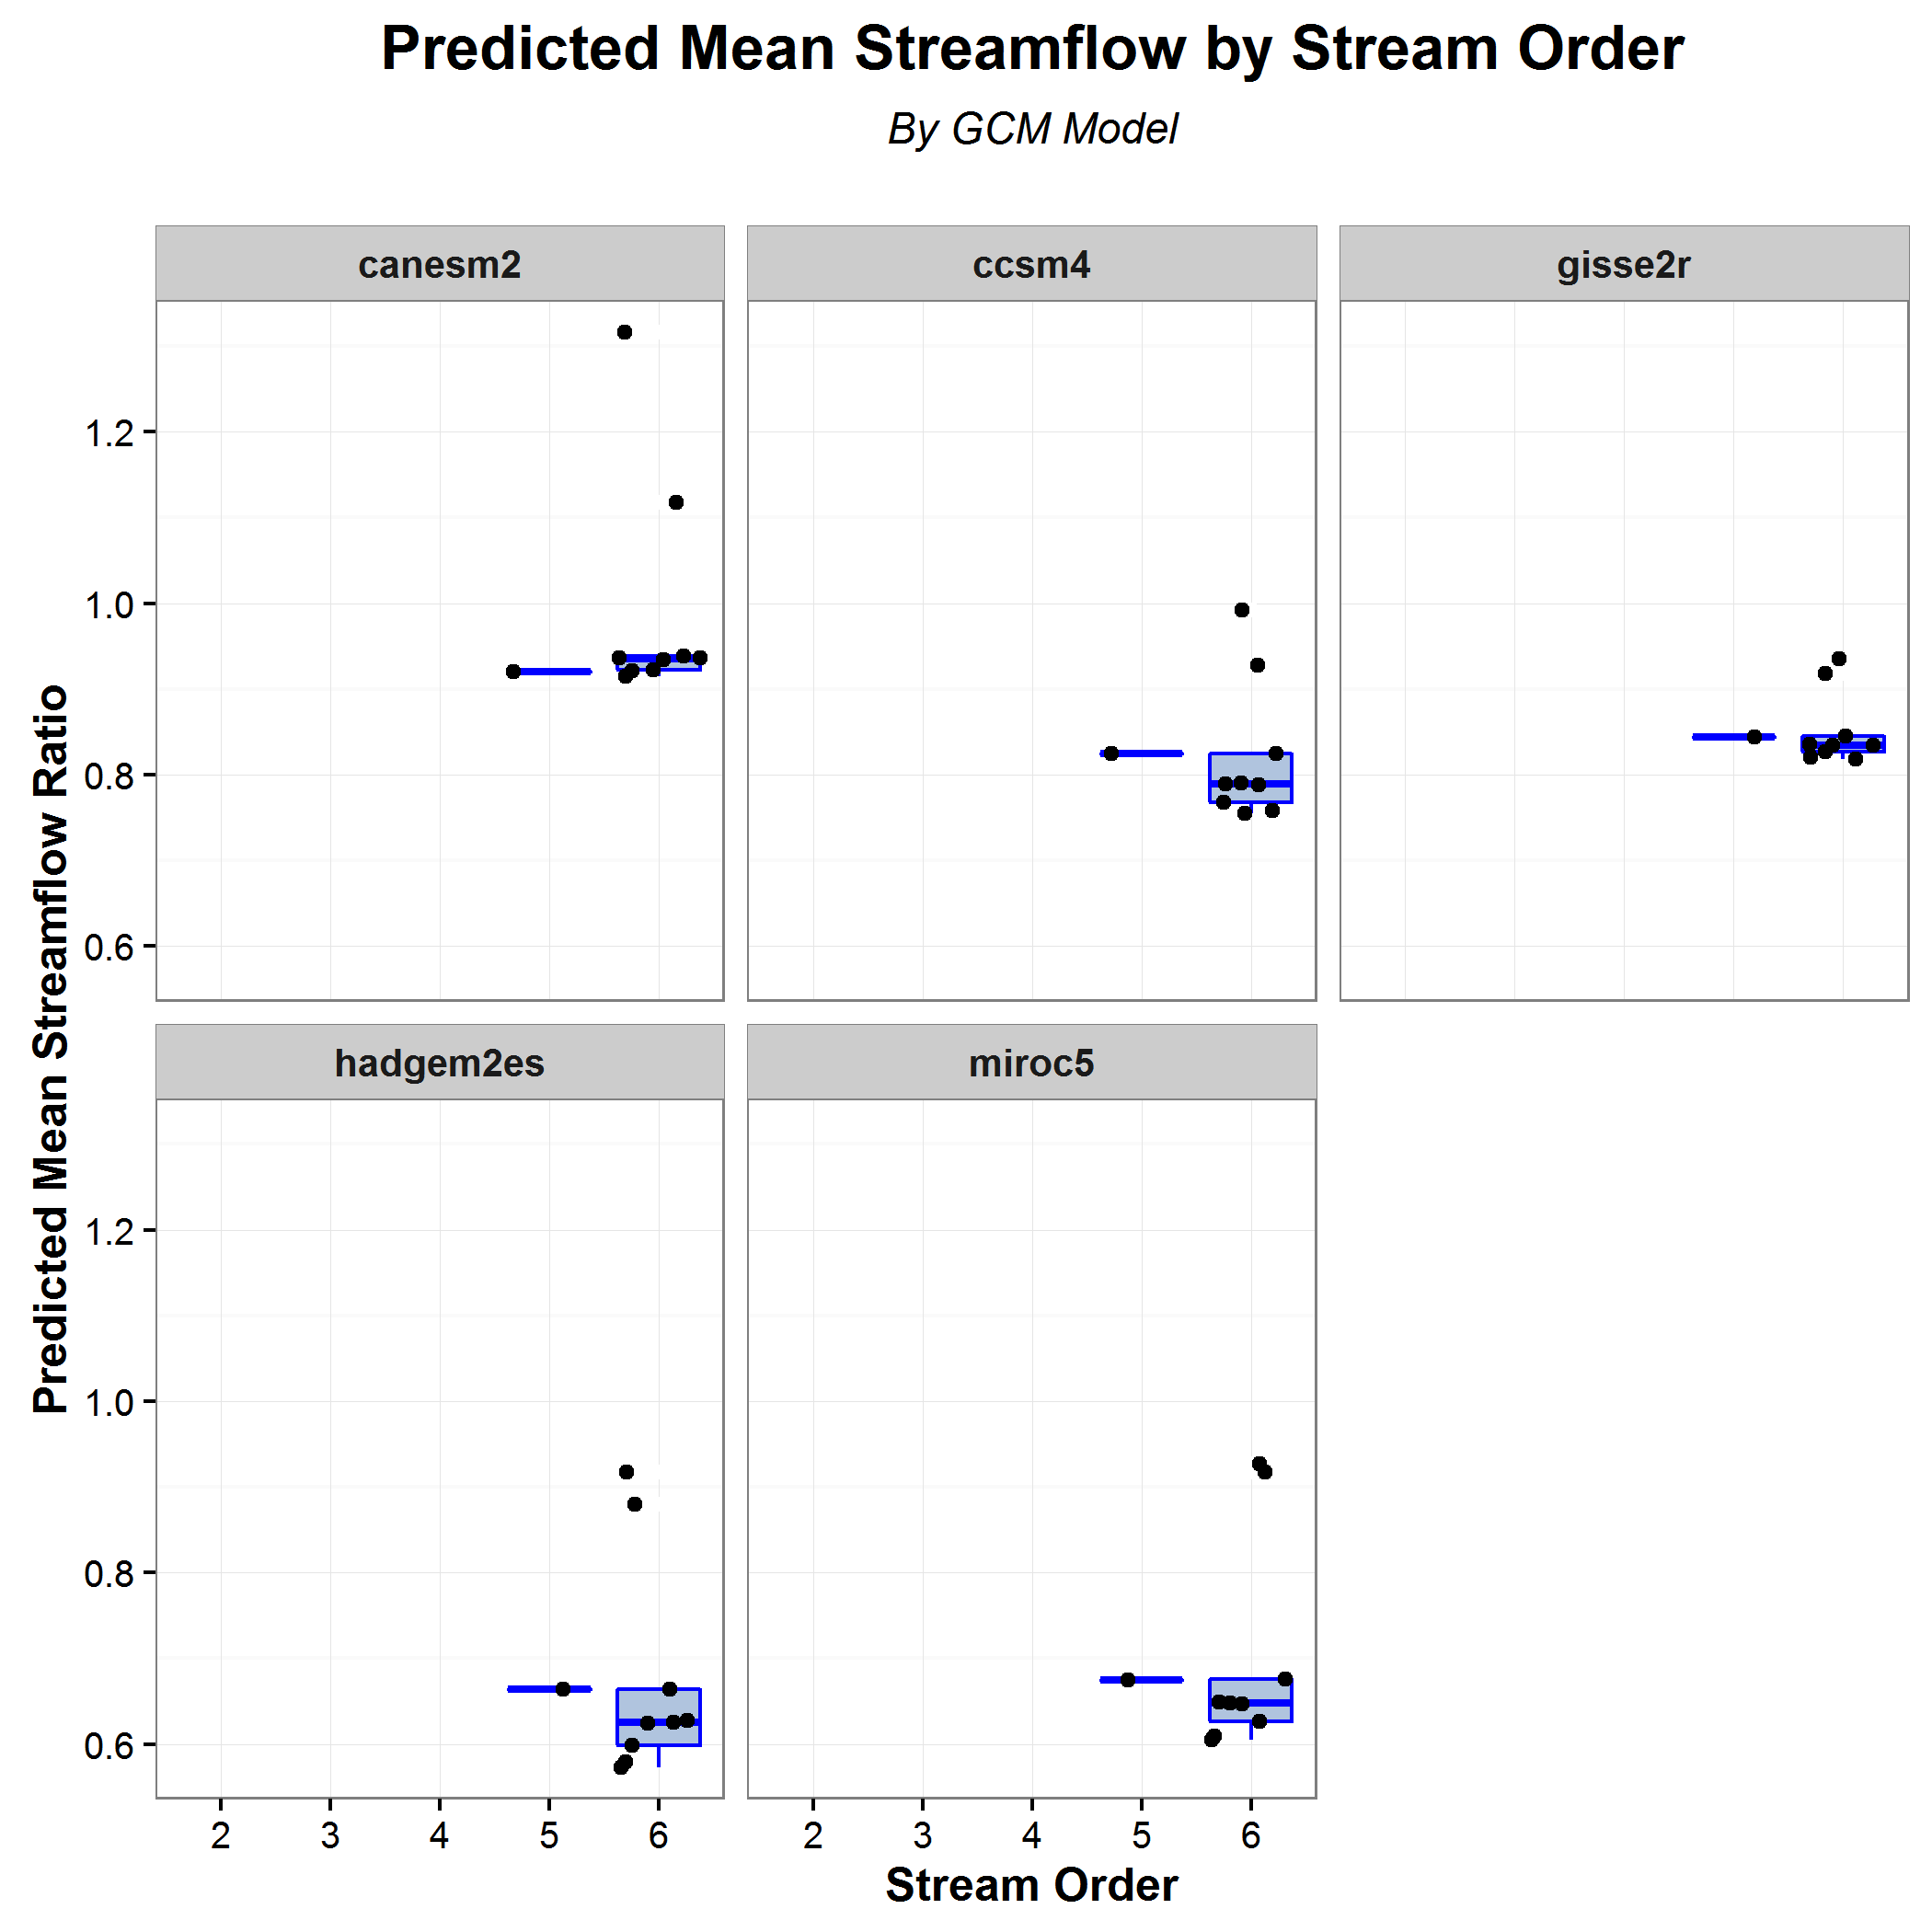 Predicted Mean Streamflow by Stream Order
By GCM Model
canesm2
ccsm4
gisse2r
1.2
1.0
0.8
0.6
hadgem2es
miroc5
1.2
1.0
0.8
0.6
2 3 4 5 6
2 3 4 5 6
Stream Order
Predicted Mean Streamflow Ratio